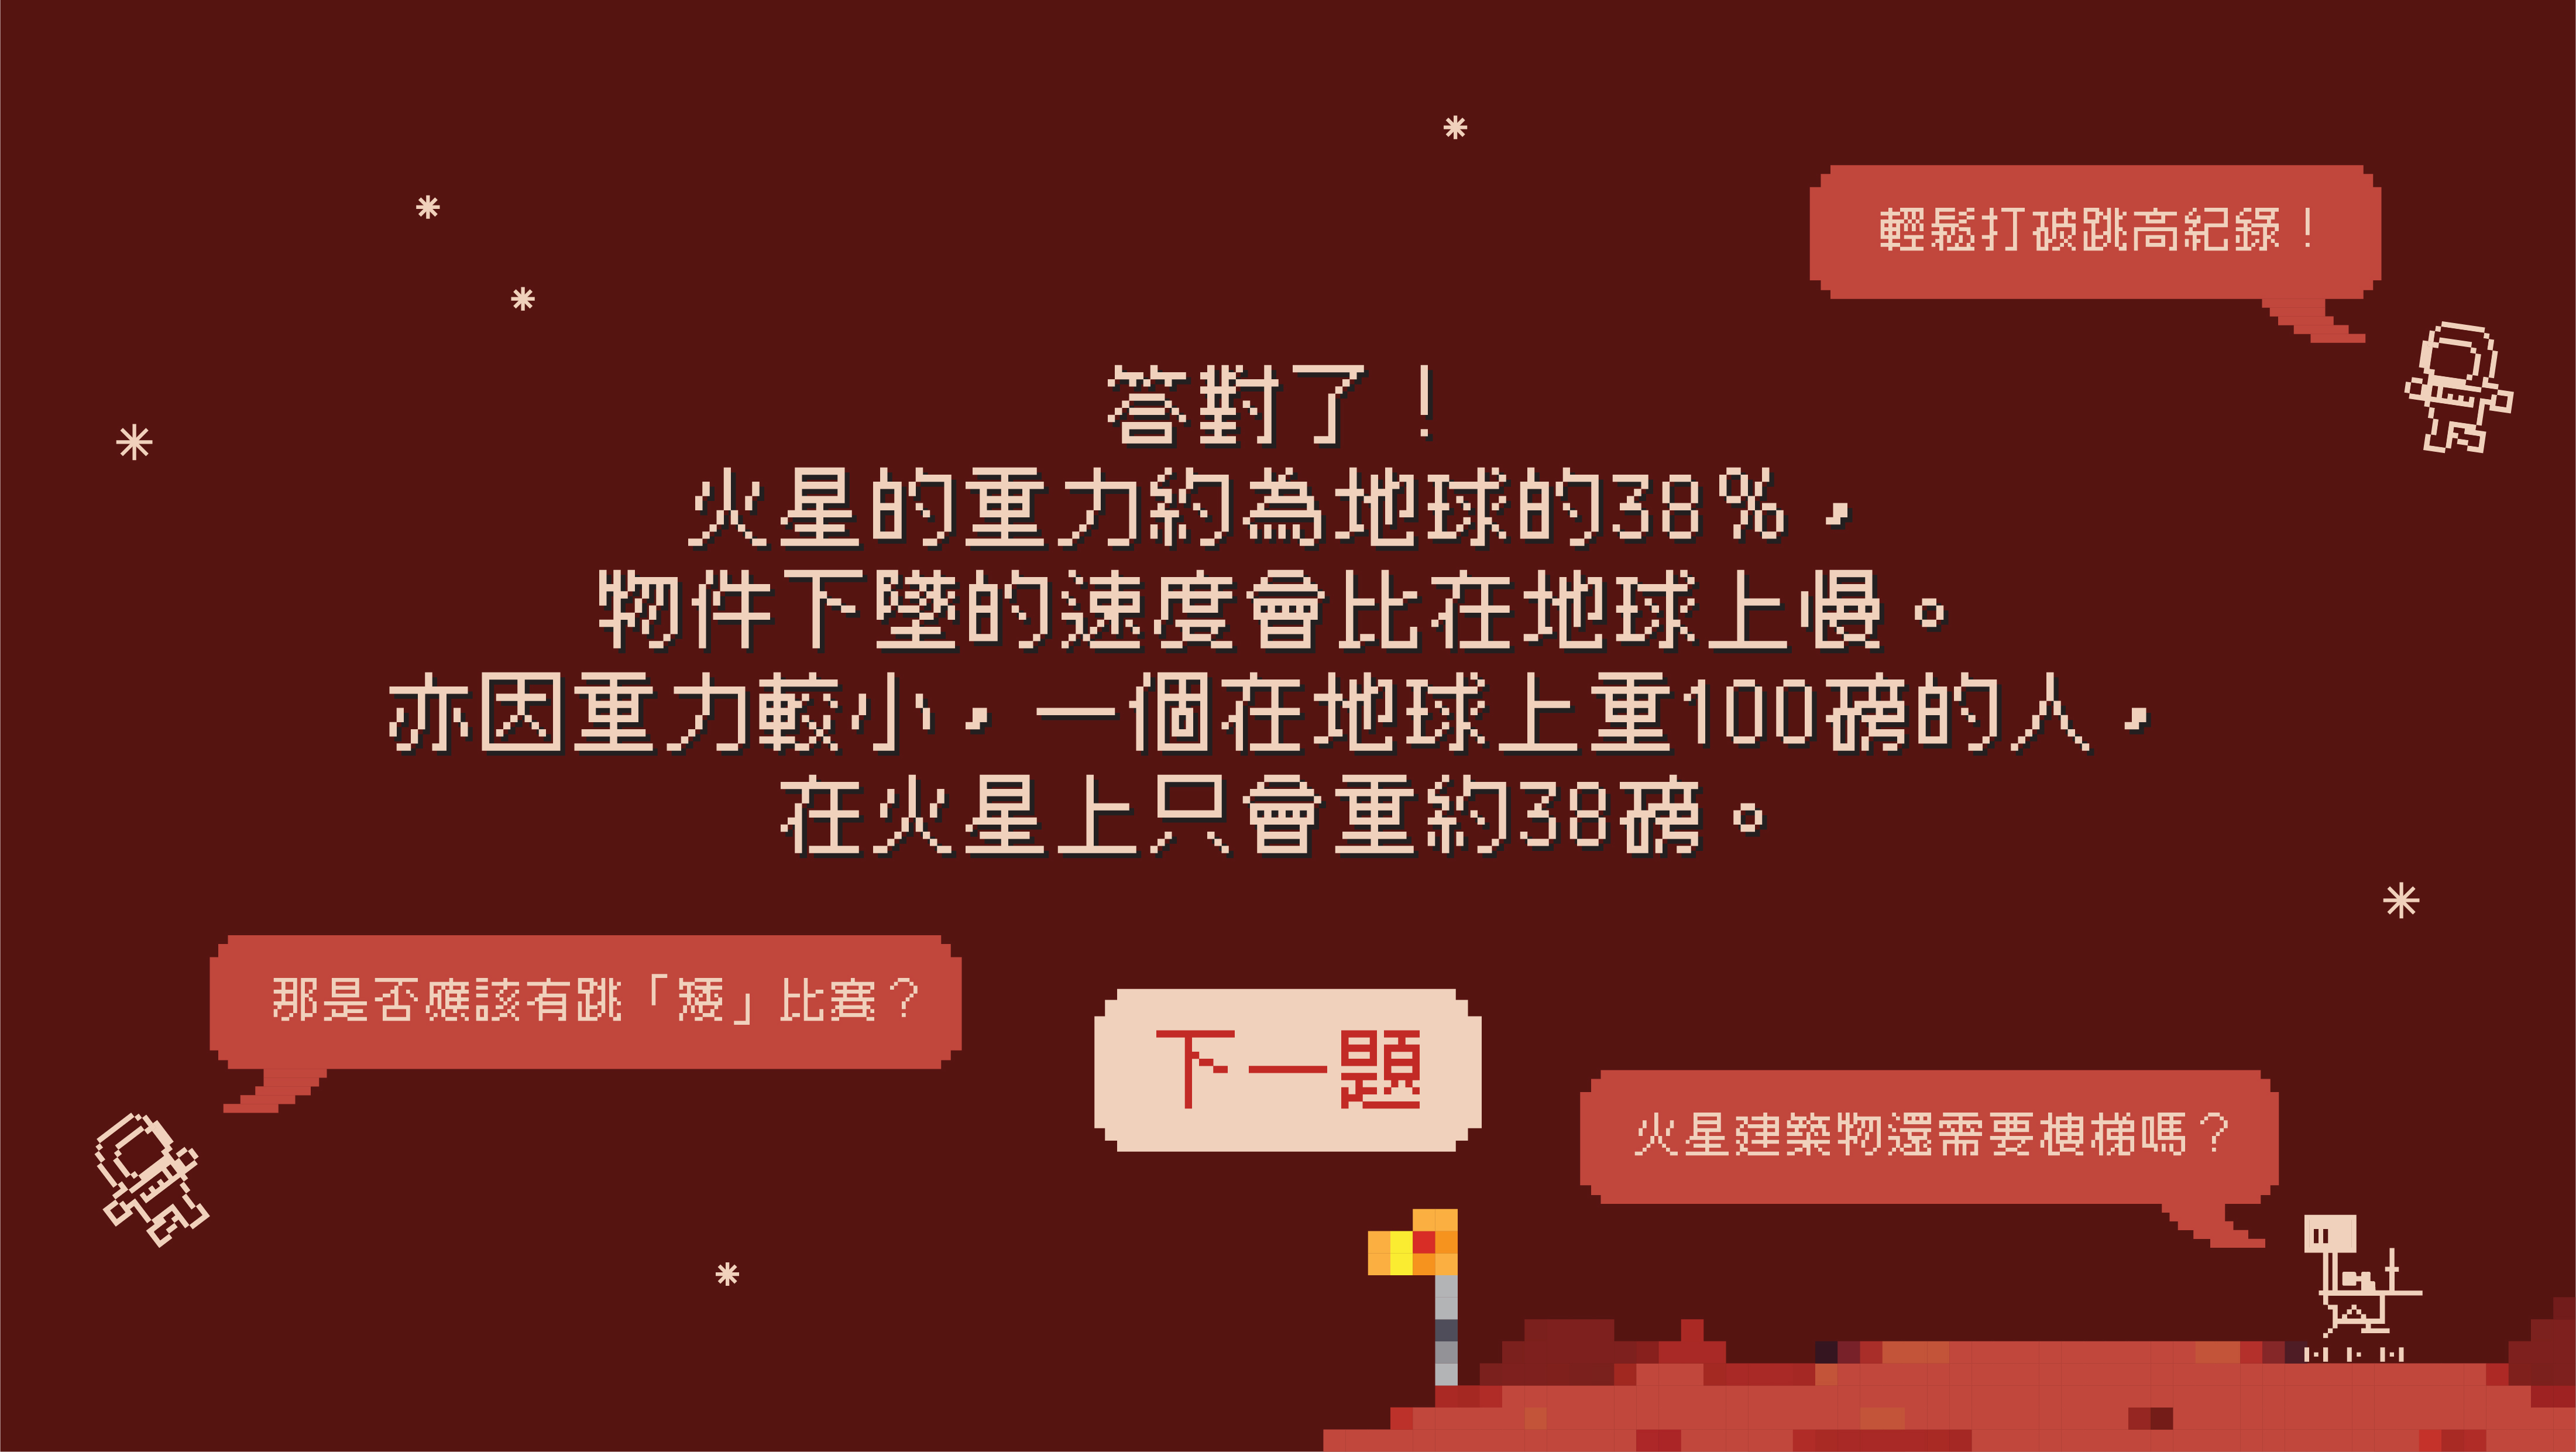 輕鬆打破跳高紀錄！
答對了！
火星的重力約為地球的38%，
物件下墜的速度會比在地球上慢。
亦因重力較小，一個在地球上重100磅的人，
在火星上只會重約38磅。
那是否應該有跳「矮」比賽？
下一題
火星建築物還需要樓梯嗎？